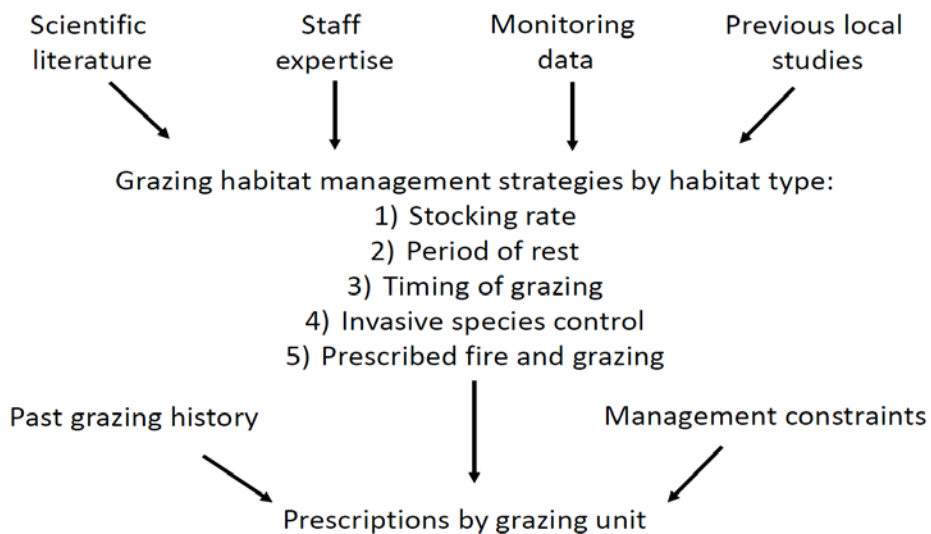 Scientific literature
Staff expertise
Monitoring data
Previous local studies
Grazing habitat management strategies by habitat type:
1) Stocking rate
2) Period of rest
3) Timing of grazing
4) Invasive species control
5) Prescribed fire and grazing
Past grazing history
Management constraints
Prescriptions by grazing unit